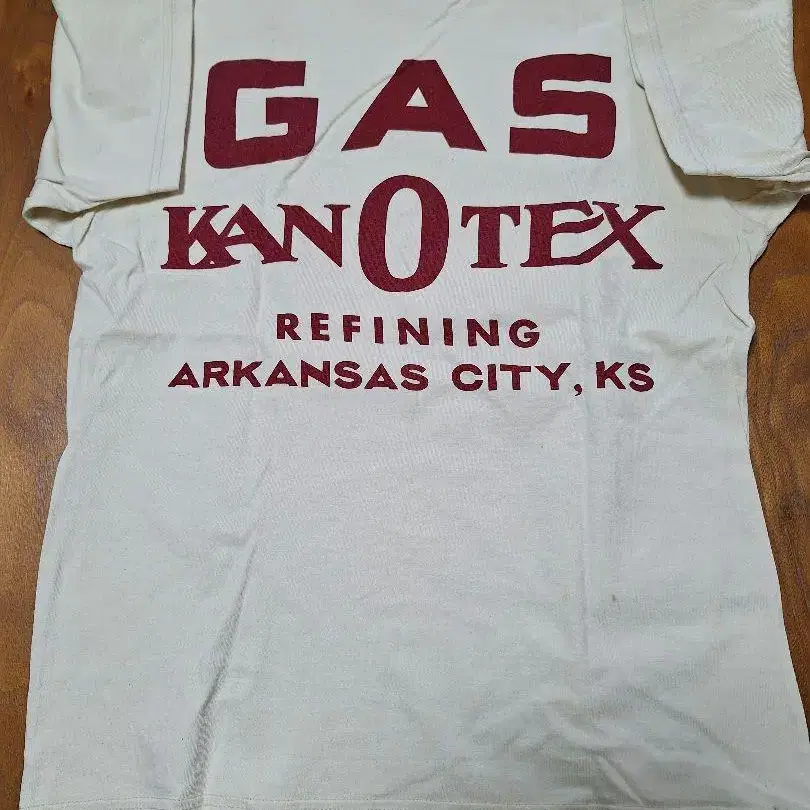 GAS
KANOTEX
REFINING
ARKANSAS CITY, KS